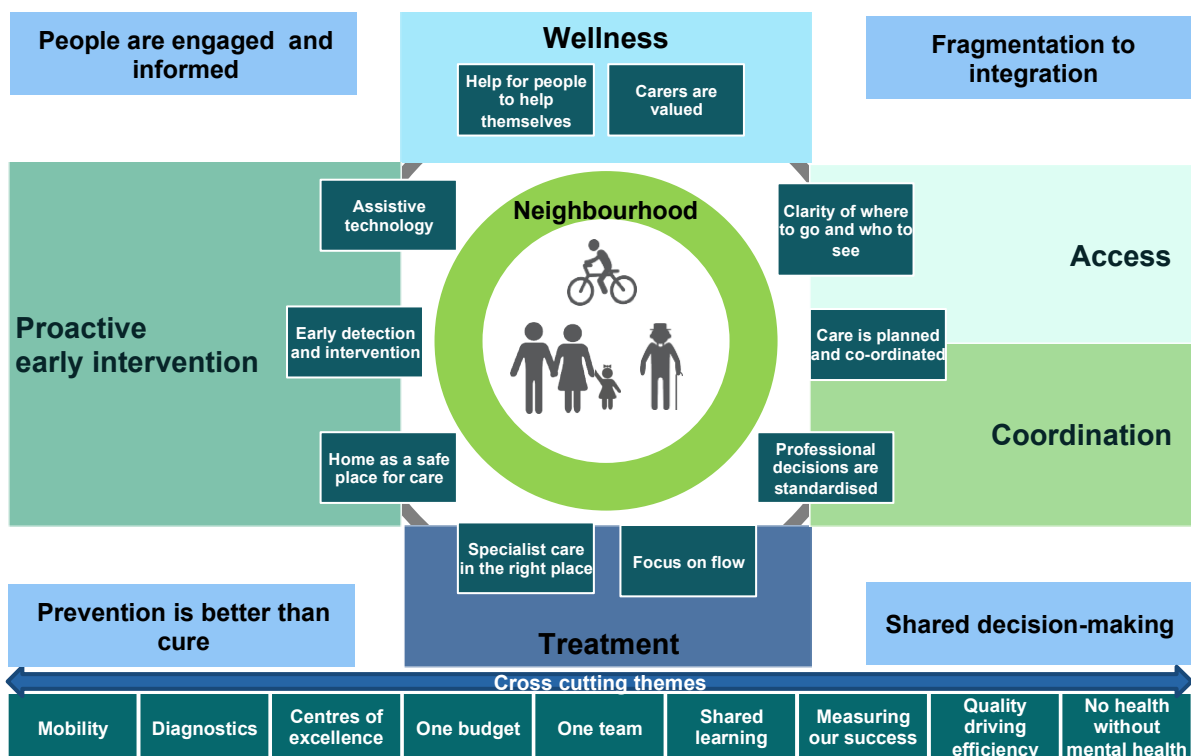 People are engaged and
informed
Wellness
Fragmentation to
integration
Help for people
to help
themselves
Carers are
valued
Assistive
technology
Neighbourhood
Clarity of where
to go and who to
see
Access
Proactive
early intervention
Early detection
and intervention
Care is planned
and co-ordinated
Coordination
Home as a safe
place for care
Professional
decisions are
standardised
Specialist care
in the right place
Focus on flow
Prevention is better than
cure
Treatment
Shared decision-making
Cross cutting themes
Mobility
Diagnostics
Centres of
excellence
One budget
One team
Shared
learning
Measuring
our success
Quality
driving
efficiency
No health
without
mental health